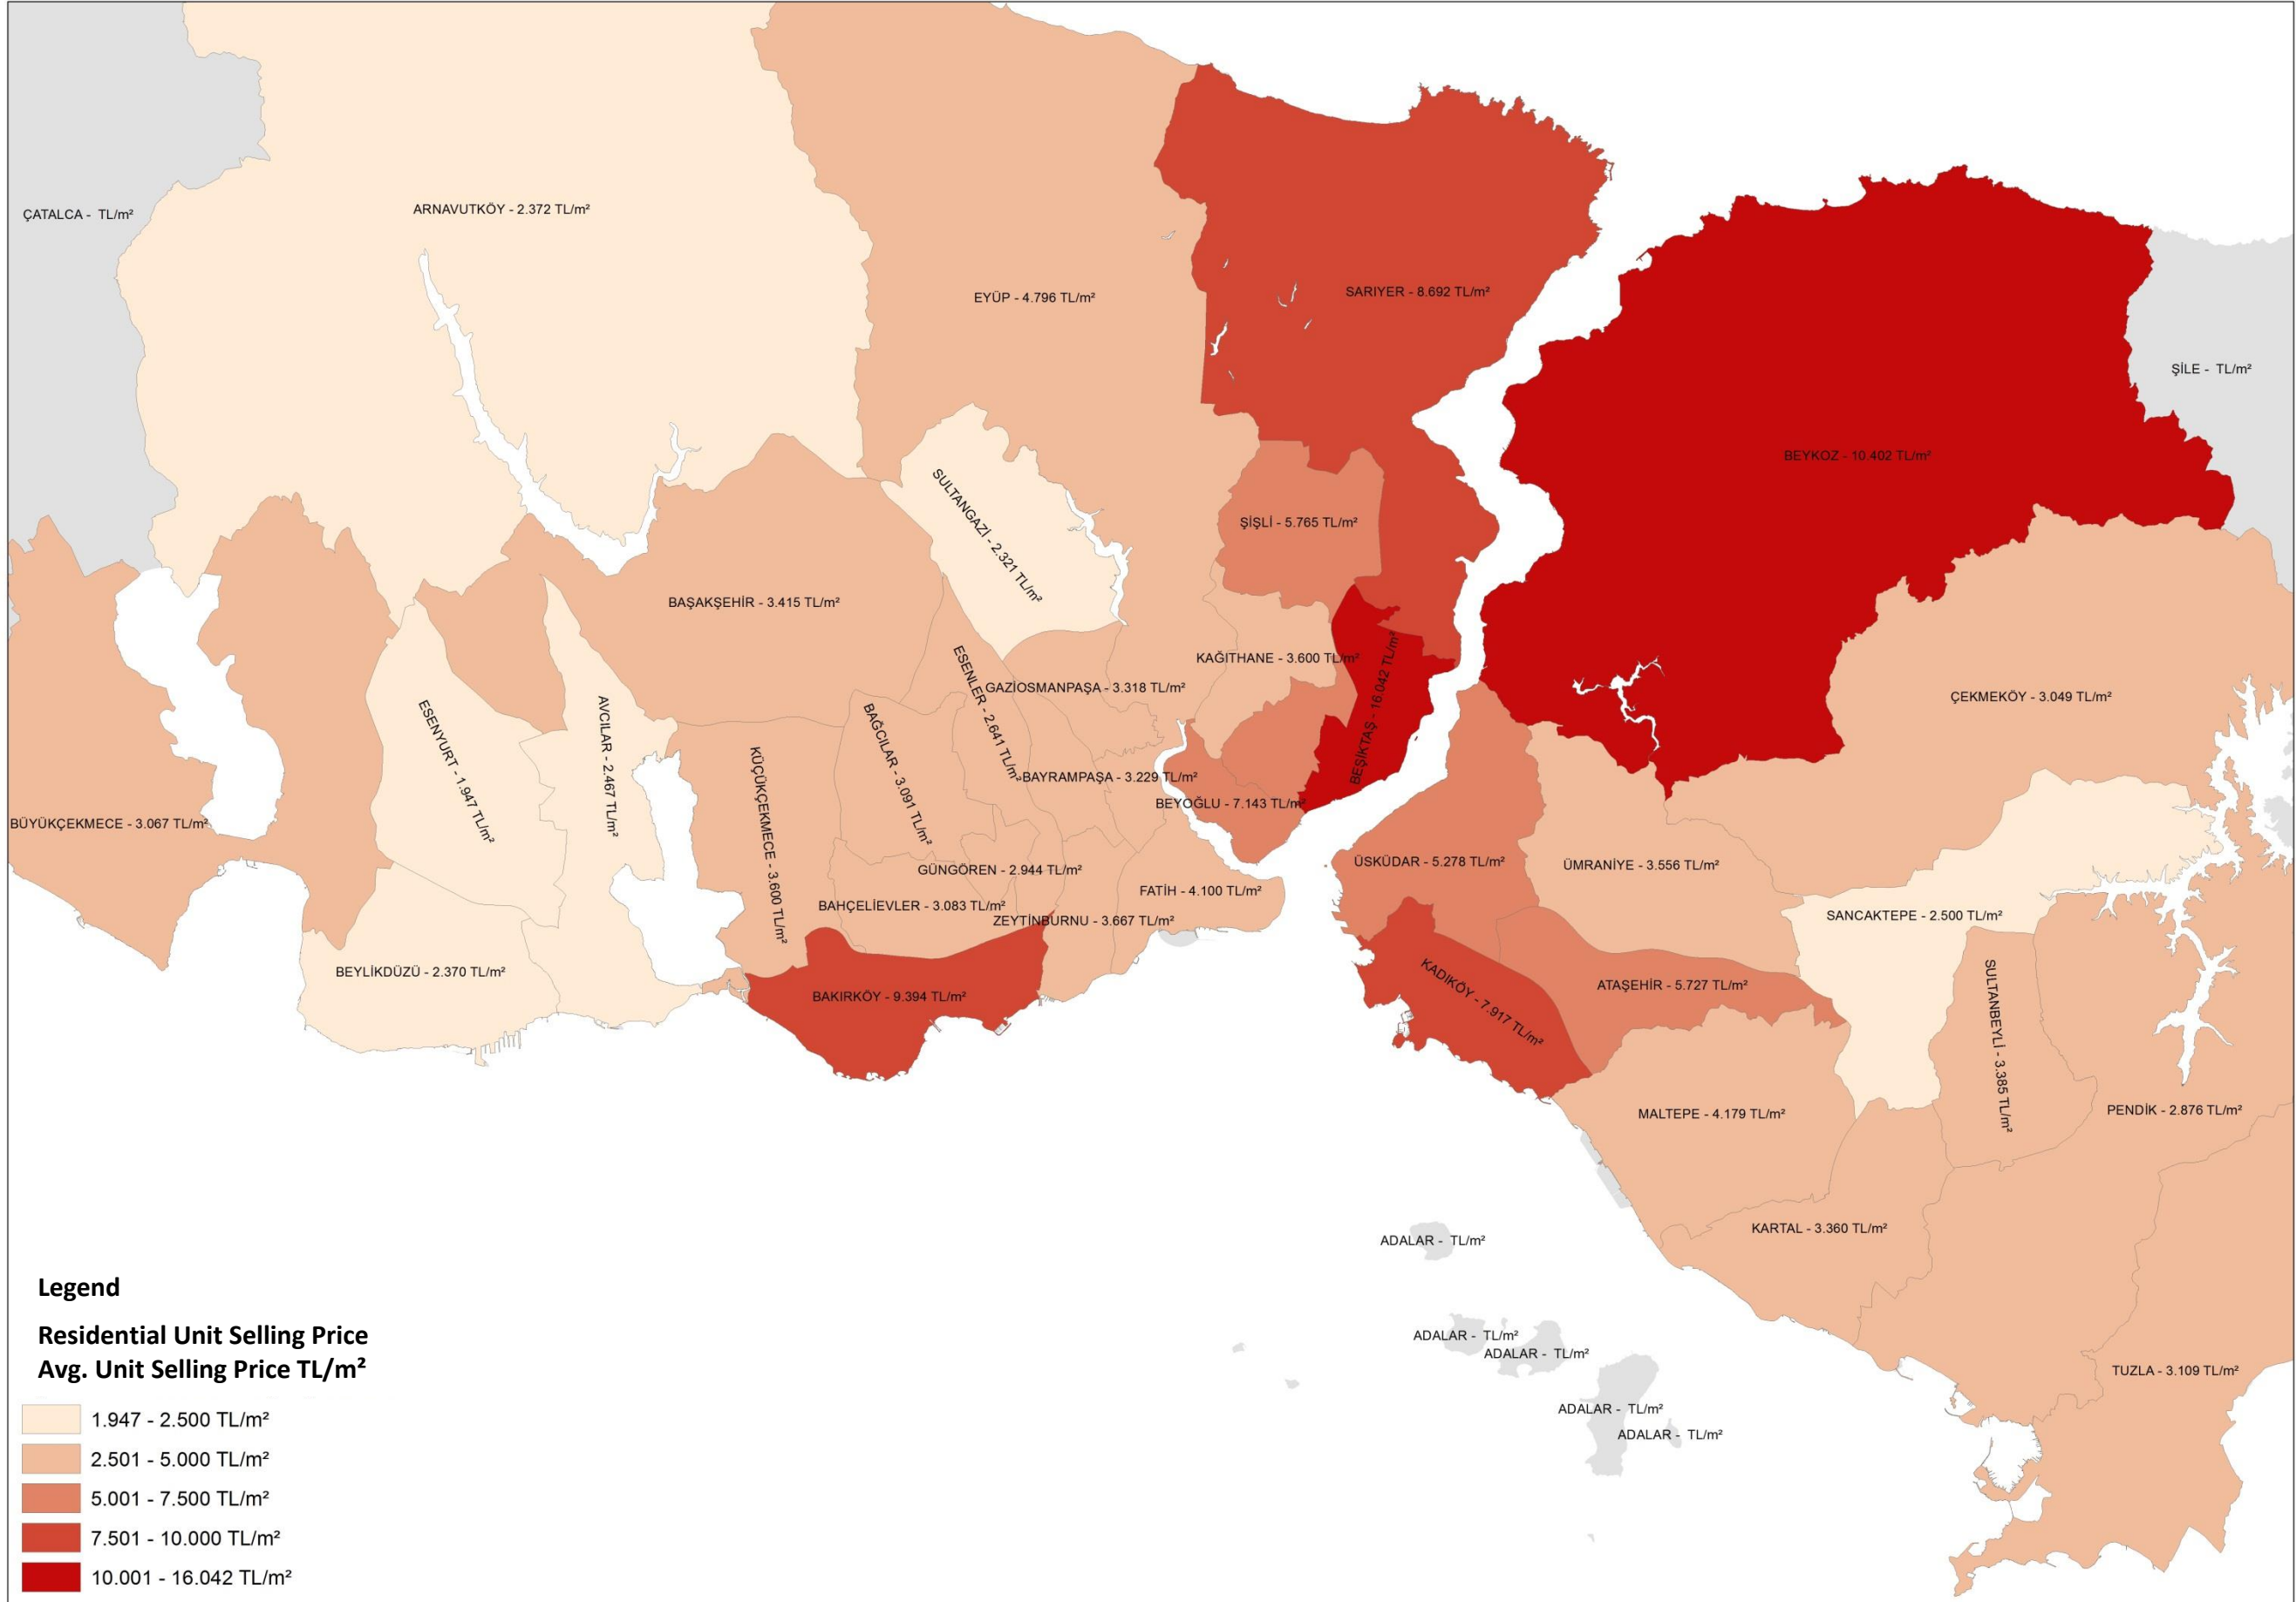 ÇATALCA - TL/m²
ARNAVUTKÖY - 2.372 TL/m²
EYÜP - 4.796 TL/m²
SARIYER - 8.692 TL/m²
ŞİLE - TL/m²
BEYKOZ - 10.402 TL/m²
SULTANGAZİ - 2.321 TL/m²
ŞİŞLİ - 5.765 TL/m²
BAŞAKŞEHİR - 3.415 TL/m²
KAĞITHANE - 3.600 TL/m²
ESENLER - 2.641 TL/m²
GAZİOSMANPAŞA - 3.318 TL/m²
BEŞİKTAŞ - 16.042 TL/m²
ÇEKMEKÖY - 3.049 TL/m²
ESENYURT - 1.947 TL/m²
AVCILAR - 2.467 TL/m²
KÜÇÜKÇEKMECE - 3.600 TL/m²
BAĞCILAR - 3.091 TL/m²
BAYRAMPAŞA - 3.229 TL/m²
BEYOĞLU - 7.143 TL/m²
BÜYÜKÇEKMECE - 3.067 TL/m²
GÜNGÖREN - 2.944 TL/m²
FATİH - 4.100 TL/m²
ÜSKÜDAR - 5.278 TL/m²
ÜMRANİYE - 3.556 TL/m²
BAHÇELİEVLER - 3.083 TL/m²
ZEYTİNBURNU - 3.667 TL/m²
SANCAKTEPE - 2.500 TL/m²
BEYLİKDÜZÜ - 2.370 TL/m²
BAKIRKÖY - 9.394 TL/m²
KADIKÖY - 7.917 TL/m²
ATAŞEHİR - 5.727 TL/m²
SULTANBEYLİ - 3.385 TL/m²
MALTEPE - 4.179 TL/m²
PENDİK - 2.876 TL/m²
KARTAL - 3.360 TL/m²
ADALAR - TL/m²
ADALAR - TL/m²
ADALAR - TL/m²
TUZLA - 3.109 TL/m²
ADALAR - TL/m²
ADALAR - TL/m²
Legend
Residential Unit Selling Price
Avg. Unit Selling Price TL/m²
1.947 - 2.500 TL/m²
2.501 - 5.000 TL/m²
5.001 - 7.500 TL/m²
7.501 - 10.000 TL/m²
10.001 - 16.042 TL/m²